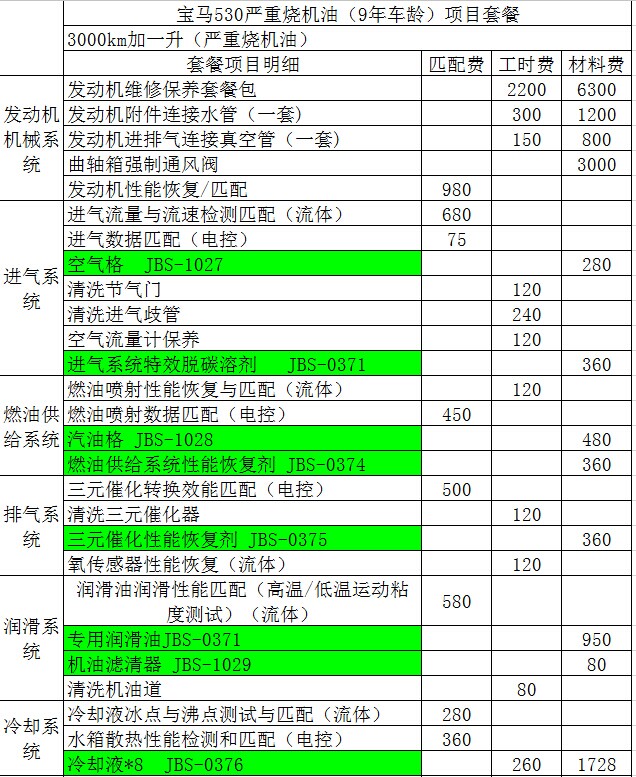 宝马530严重烧机油（9年车龄）项目套餐
3000km加一升（严重烧机油）
套餐项目明细 匹配费 工时费 材料费
发动机机械系统
发动机维修保养套餐包 2200 6300
发动机附件连接水管（一套) 300 1200
发动机进排气连接真空管（一套) 150 800
曲轴箱强制通风阀 3000
发动机性能恢复/匹配 980
进气系统
进气流量与流速检测匹配（流体） 680
进气数据匹配（电控） 75
空气格 JBS-1027 280
清洗节气门 120
清洗进气歧管 240
空气流量计保养 120
进气系统特效脱碳溶剂 JBS-0371 360
燃油供给系统
燃油喷射性能恢复与匹配（流体） 120
燃油喷射数据匹配（电控） 450
汽油格 JBS-1028 480
燃油供给系统性能恢复剂 JBS-0374 360
排气系统
三元催化转换效能匹配（电控） 500
清洗三元催化器 120
三元催化性能恢复剂 JBS-0375 360
氧传感器性能恢复（流体） 120
润滑系统
润滑油润滑性能匹配（高温/低温运动粘
度测试）（流体） 580
专用润滑油JBS-0371 950
机油滤清器 JBS-1029 80
清洗机油道 80
冷却系统
冷却液冰点与沸点测试与匹配（流体） 280
水箱散热性能检测和匹配（电控） 360
冷却液*8 JBS-0376 260 1728